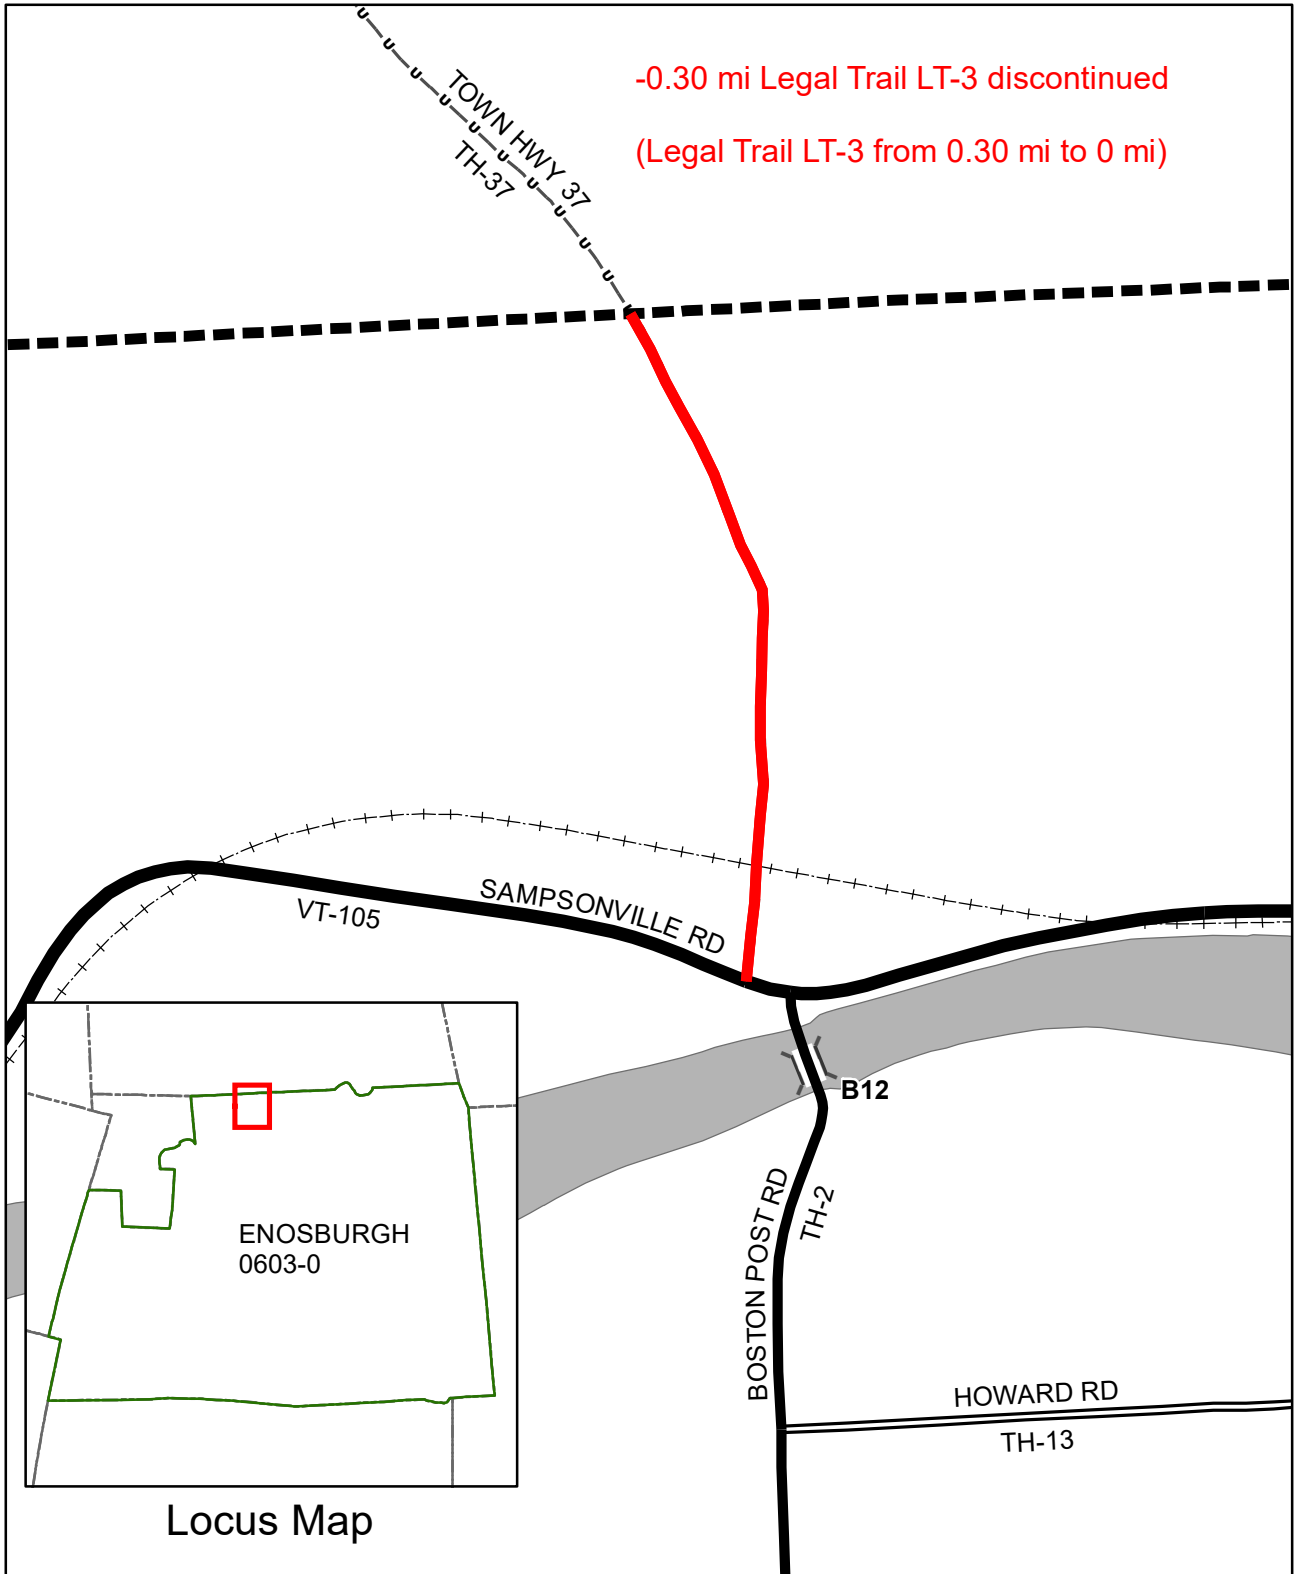 -0.30 mi Legal Trail LT-3 discontinued
(Legal Trail LT-3 from 0.30 mi to 0 mi)
TOWN HWY 37
TH-37
SAMPSONVILLE RD
VT-105
B12
BOSTON POST RD
TH-2
ENOSBURGH
0603-0
HOWARD RD
TH-13
Locus Map